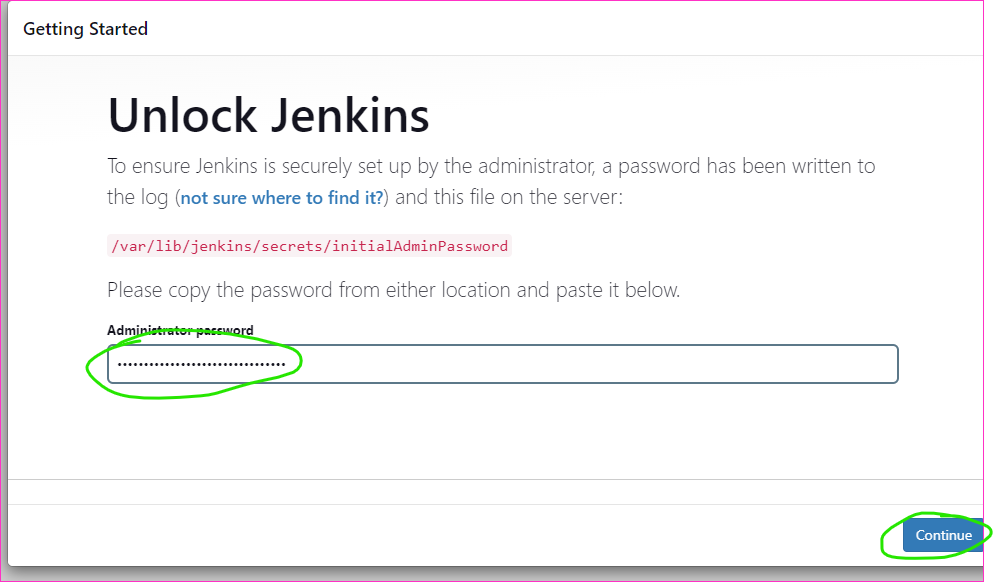 Getting Started
Unlock Jenkins
To ensure Jenkins is securely set up by the administrator, a password has been written to
the log (not sure where to find it?) and this file on the server:
/var/lib/jenkins/secrets/initialAdminPassword
Please copy the password from either location and paste it below.
Administrator password
••••••••••••••••••••••••••••••••
Continue